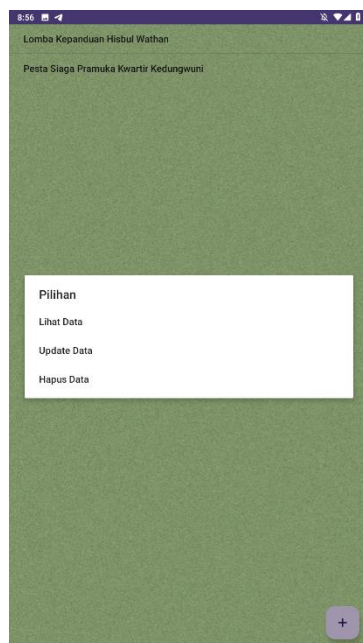 8:56
Lomba Kepanduan Hisbul Wathan
Pesta Siaga Pramuka Kwartir Kedungwuni
Pilihan
Lihat Data
Update Data
Hapus Data
+